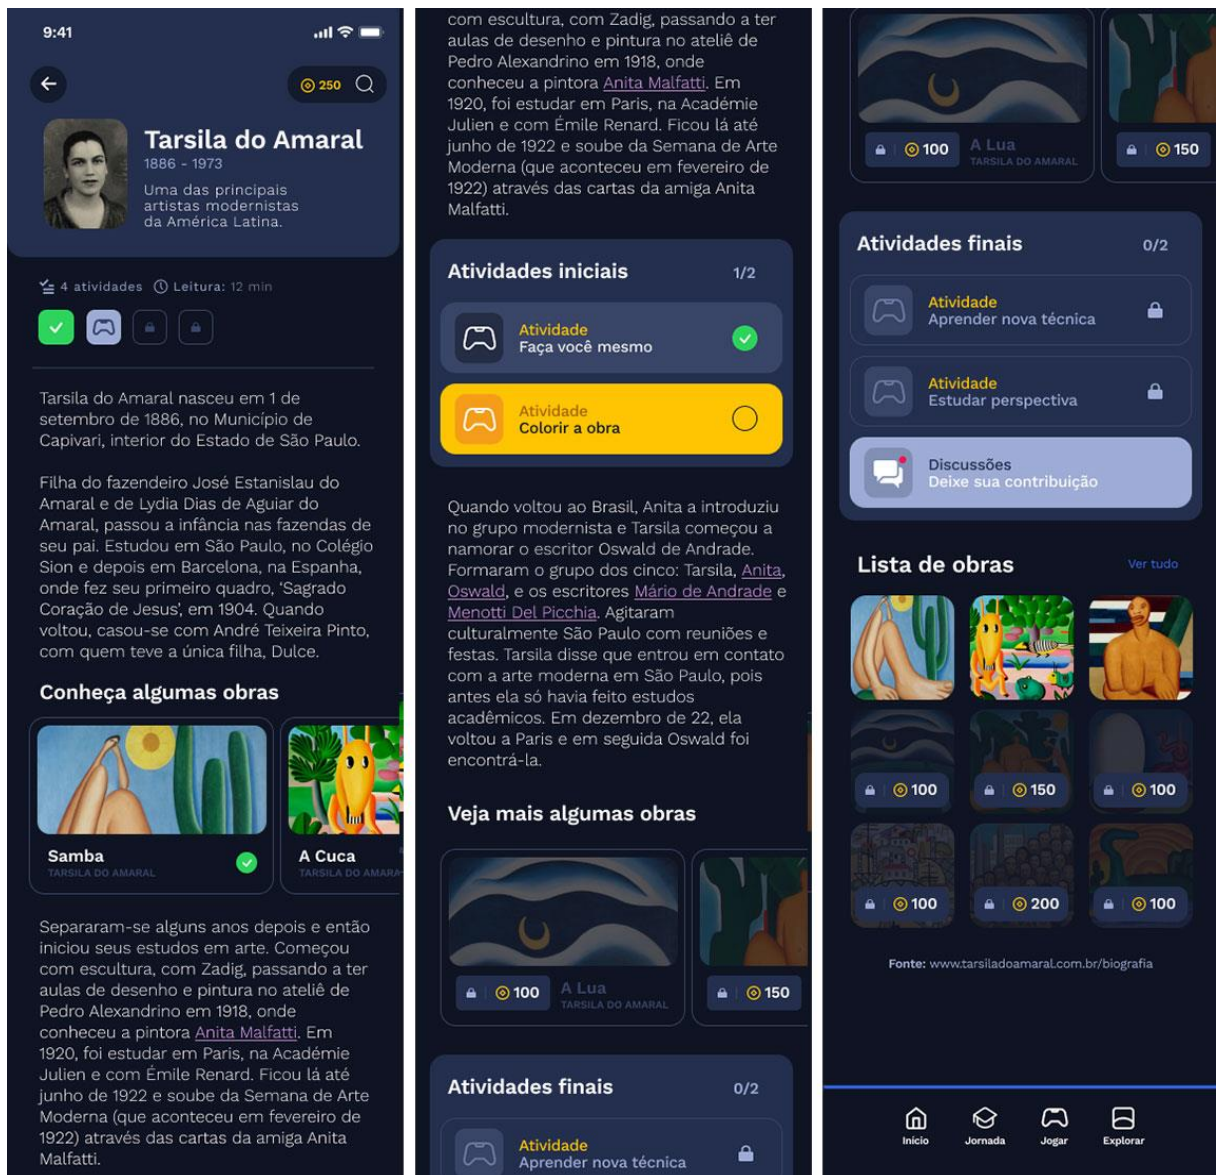 9:41
250
Tarsila do Amaral
1886 - 1973
Uma das principais
artistas modernistas
da América Latina.
4 atividades Leitura: 12 min
Tarsila do Amaral nasceu em 1 de
setembro de 1886, no Município de
Capivari, interior do Estado de São Paulo.
Filha do fazendeiro José Estanislau do
Amaral e de Lydia Dias de Aguiar do
Amaral, passou a infância nas fazendas de
seu pai. Estudou em São Paulo, no Colégio
Sion e depois em Barcelona, na Espanha,
onde fez seu primeiro quadro, ‘Sagrado
Coração de Jesus’, em 1904. Quando
voltou, casou-se com André Teixeira Pinto,
com quem teve a única filha, Dulce.
Conheça algumas obras
Samba
TARSILA DO AMARAL
A Cuca
TARSILA DO AMARA
Separaram-se alguns anos depois e então
iniciou seus estudos em arte. Começou
com escultura, com Zadig, passando a ter
aulas de desenho e pintura no ateliê de
Pedro Alexandrino em 1918, onde
conheceu a pintora Anita Malfatti. Em
1920, foi estudar em Paris, na Académie
Julien e com Émile Renard. Ficou lá até
junho de 1922 e soube da Semana de Arte
Moderna (que aconteceu em fevereiro de
1922) através das cartas da amiga Anita
Malfatti.
com escultura, com Zadig, passando a ter
aulas de desenho e pintura no ateliê de
Pedro Alexandrino em 1918, onde
conheceu a pintora Anita Malfatti. Em
1920, foi estudar em Paris, na Académie
Julien e com Émile Renard. Ficou lá até
junho de 1922 e soube da Semana de Arte
Moderna (que aconteceu em fevereiro de
1922) através das cartas da amiga Anita
Malfatti.
Atividades iniciais 1/2
Atividade
Faça você mesmo
Atividade
Colorir a obra
Quando voltou ao Brasil, Anita a introduziu
no grupo modernista e Tarsila começou a
namorar o escritor Oswald de Andrade.
Formaram o grupo dos cinco: Tarsila, Anita,
Oswald, e os escritores Mário de Andrade e
Menotti Del Picchia. Agitaram
culturalmente São Paulo com reuniões e
festas. Tarsila disse que entrou em contato
com a arte moderna em São Paulo, pois
antes ela só havia feito estudos
acadêmicos. Em dezembro de 22, ela
voltou a Paris e em seguida Oswald foi
encontrá-la.
Veja mais algumas obras
100
A Lua
TARSILA DO AMARAL
150
Atividades finais 0/2
Atividade
Aprender nova técnica
100
A Lua
TARSILA DO AMARAL
150
Atividades finais 0/2
Atividade
Aprender nova técnica
Atividade
Estudar perspectiva
Discussões
Deixe sua contribuição
Lista de obras Ver tudo
100 150 100
100 200 100
Fonte: www.tarsiladoamaral.com.br/biografia
Início Jornada Jogar Explorar